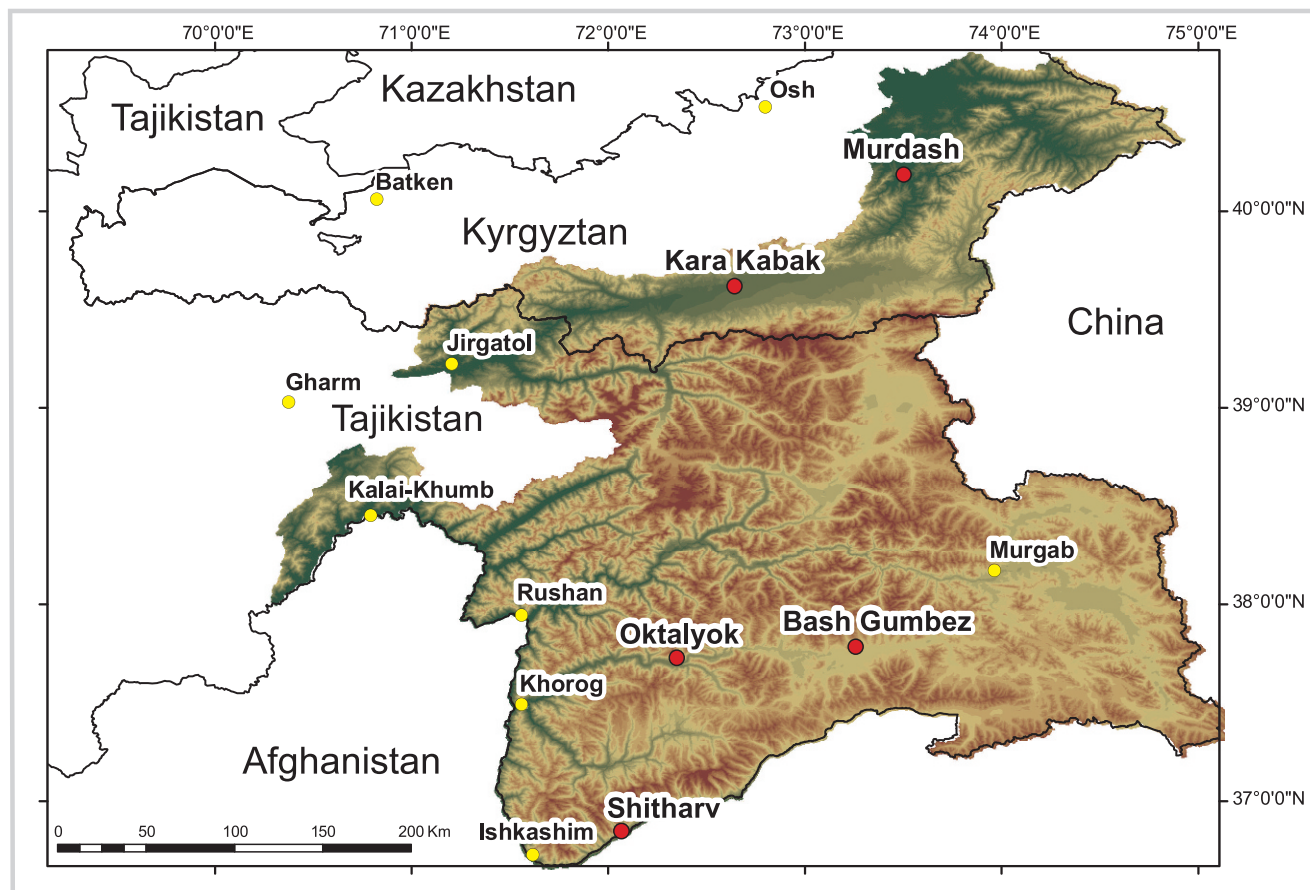 70°0'0"E 71°0'0"E 72°0'0"E 73°0'0"E 74°0'0"E 75°0'0"E
Kazakhstan
Tajikistan
Osh
Murdash
Batken
40°0'0"N
Kyrgyztan
Kara Kabak
China
Jirgatol
Gharm
39°0'0"N
Tajikistan
Kalai-Khumb
Murgab
Rushan
38°0'0"N
Oktalyok
Bash Gumbez
Khorog
Afghanistan
Shitharv
37°0'0"N
Ishkashim
0 50 100 150 200 Km